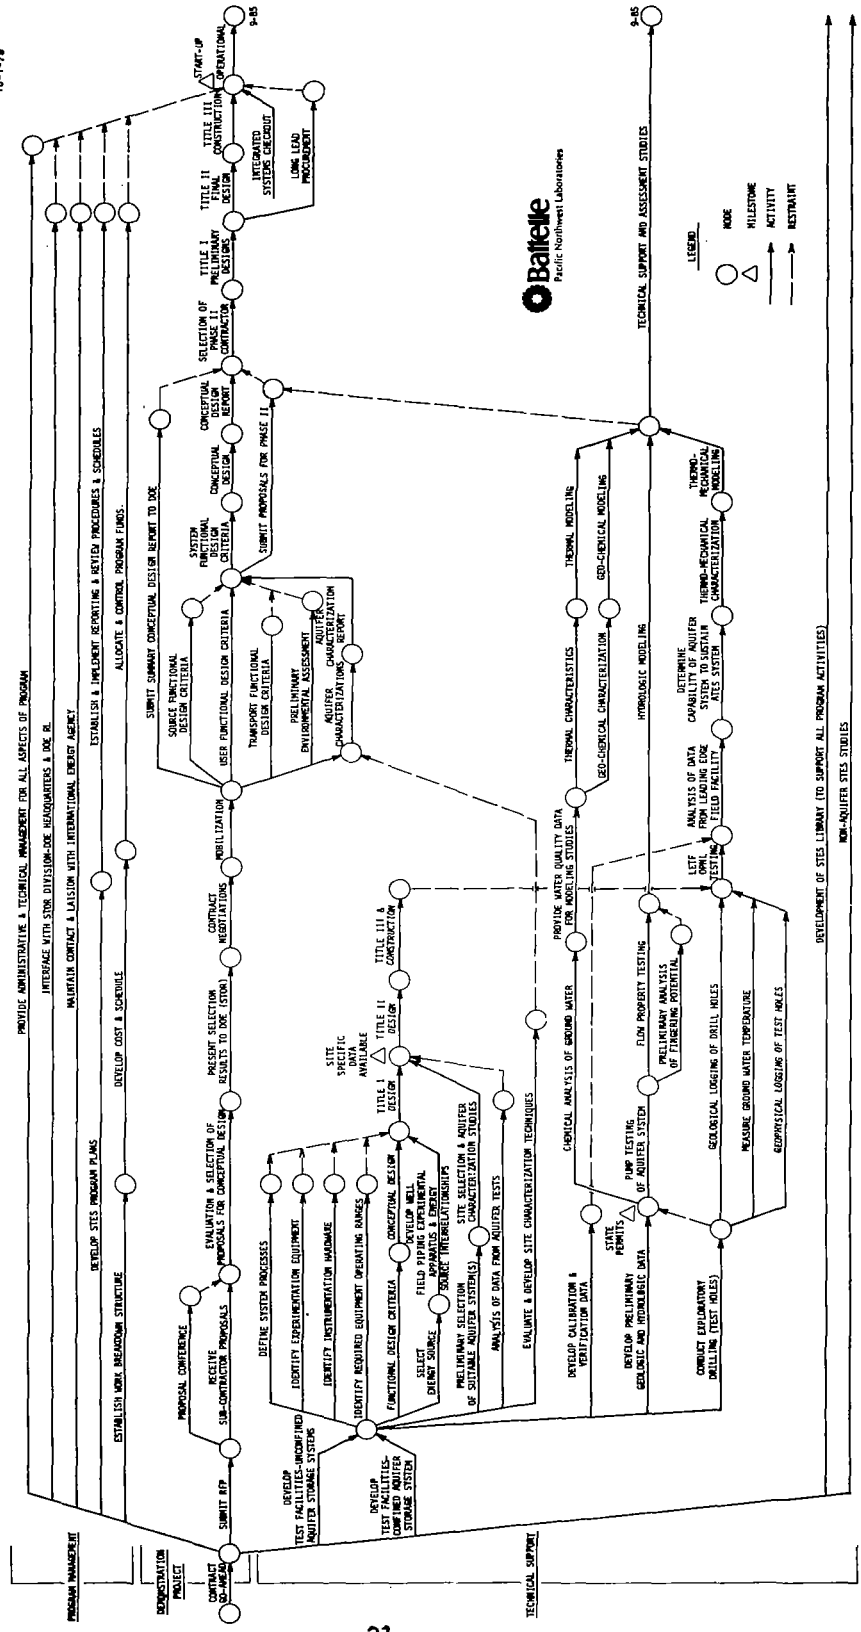 10-1-79
PROVIDE ADMINISTRATIVE & TECHNICAL MANAGEMENT FOR ALL ASPECTS OF PROGRAM
INTERFACE WITH STOR DIVISION-DOE HEADQUARTERS & DOE RL
MAINTAIN CONTACT & LAISION WITH INTERNATIONAL ENERGY AGENCY
DEVELOP STES PROGRAM PLANS
ESTABLISH & IMPLEMENT REPORTING & REVIEW PROCEDURES & SCHEDULES
ESTABLISH WORK BREAKDOWN STRUCTURE
DEVELOP COST & SCHEDULE
ALLOCATE & CONTROL PROGRAM FUNDS.
PROGRAM MANAGEMENT
DEMONSTRATION
PROJECT
CONTRACT
GO-AHEAD
SUBMIT RFP
PROPOSAL CONFERENCE
RECEIVE
SUB-CONTRACTOR PROPOSALS
EVALUATION & SELECTION OF
PROPOSALS FOR CONCEPTUAL DESIGN
PRESENT SELECTION
RESULTS TO DOE (STOR)
CONTRACT
NEGOTIATIONS
MOBILIZATION
SUBMIT SUMMARY CONCEPTUAL DESIGN REPORT TO DOE
SOURCE FUNCTIONAL
DESIGN CRITERIA
USER FUNCTIONAL DESIGN CRITERIA
TRANSPORT FUNCTIONAL
DESIGN CRITERIA
PRELIMINARY
ENVIRONMENTAL ASSESSMENT
AQUIFER
CHARACTERIZATIONS
AQUIFER
CHARACTERIZATION
REPORT
SYSTEM
FUNCTIONAL
DESIGN
CRITERIA
SUBMIT PROPOSALS FOR PHASE II
CONCEPTUAL
DESIGN
CONCEPTUAL
DESIGN
REPORT
SELECTION OF
PHASE II
CONTRACTOR
TITLE I
PRELIMINARY
DESIGNS
TITLE II
FINAL
DESIGN
TITLE III
CONSTRUCTION
INTEGRATED
SYSTEMS CHECKOUT
LONG LEAD
PROCUREMENT
START-UP
OPERATIONAL
9-85
TECHNICAL SUPPORT
DEVELOP
TEST FACILITIES-UNCONFINED
AQUIFER STORAGE SYSTEMS
DEVELOP
TEST FACILITIES-
CONFINED AQUIFER
STORAGE SYSTEM
DEFINE SYSTEM PROCESSES
IDENTIFY EXPERIMENTATION EQUIPMENT
IDENTIFY INSTRUMENTATION HARDWARE
IDENTIFY REQUIRED EQUIPMENT OPERATING RANGES
FUNCTIONAL DESIGN CRITERIA
CONCEPTUAL DESIGN
SELECT
ENERGY SOURCE
DEVELOP WELL
FIELD PIPING EXPERIMENTAL
APPARATUS & ENERGY
SOURCE INTERRELATIONSHIPS
PRELIMINARY SELECTION
OF SUITABLE AQUIFER SYSTEM(S)
SITE SELECTION & AQUIFER
CHARACTERIZATION STUDIES
ANALYSIS OF DATA FROM AQUIFER TESTS
EVALUATE & DEVELOP SITE CHARACTERIZATION TECHNIQUES
TITLE I
DESIGN
SITE
SPECIFIC
DATA
AVAILABLE
TITLE II
DESIGN
TITLE III &
CONSTRUCTION
DEVELOP CALIBRATION &
VERIFICATION DATA
STATE
PERMITS
DEVELOP PRELIMINARY
GEOLOGIC AND HYDROLOGIC DATA
CONDUCT EXPLORATORY
DRILLING (TEST HOLES)
CHEMICAL ANALYSIS OF GROUND WATER
PROVIDE WATER QUALITY DATA
FOR MODELING STUDIES
PUMP TESTING
OF AQUIFER SYSTEM
FLOW PROPERTY TESTING
PRELIMINARY ANALYSIS
OF FINGERING POTENTIAL
GEOLOGICAL LOGGING OF DRILL HOLES
MEASURE GROUND WATER TEMPERATURE
GEOPHYSICAL LOGGING OF TEST HOLES
LETF
OPNL
TESTING
ANALYSIS OF DATA
FROM LEADING EDGE
FIELD FACILITY
DETERMINE
CAPABILITY OF AQUIFER
SYSTEM TO SUSTAIN
ATES SYSTEM
THERMO-MECHANICAL
CHARACTERIZATION
THERMO-
MECHANICAL
MODELING
THERMAL CHARACTERISTICS
THERMAL MODELING
GEO-CHEMICAL CHARACTERIZATION
GEO-CHEMICAL MODELING
HYDROLOGIC MODELING
TECHNICAL SUPPORT AND ASSESSMENT STUDIES
9-85
DEVELOPMENT OF STES LIBRARY (TO SUPPORT ALL PROGRAM ACTIVITIES)
NON-AQUIFER STES STUDIES
Battelle
Pacific Northwest Laboratories
LEGEND
NODE
MILESTONE
ACTIVITY
RESTRAINT